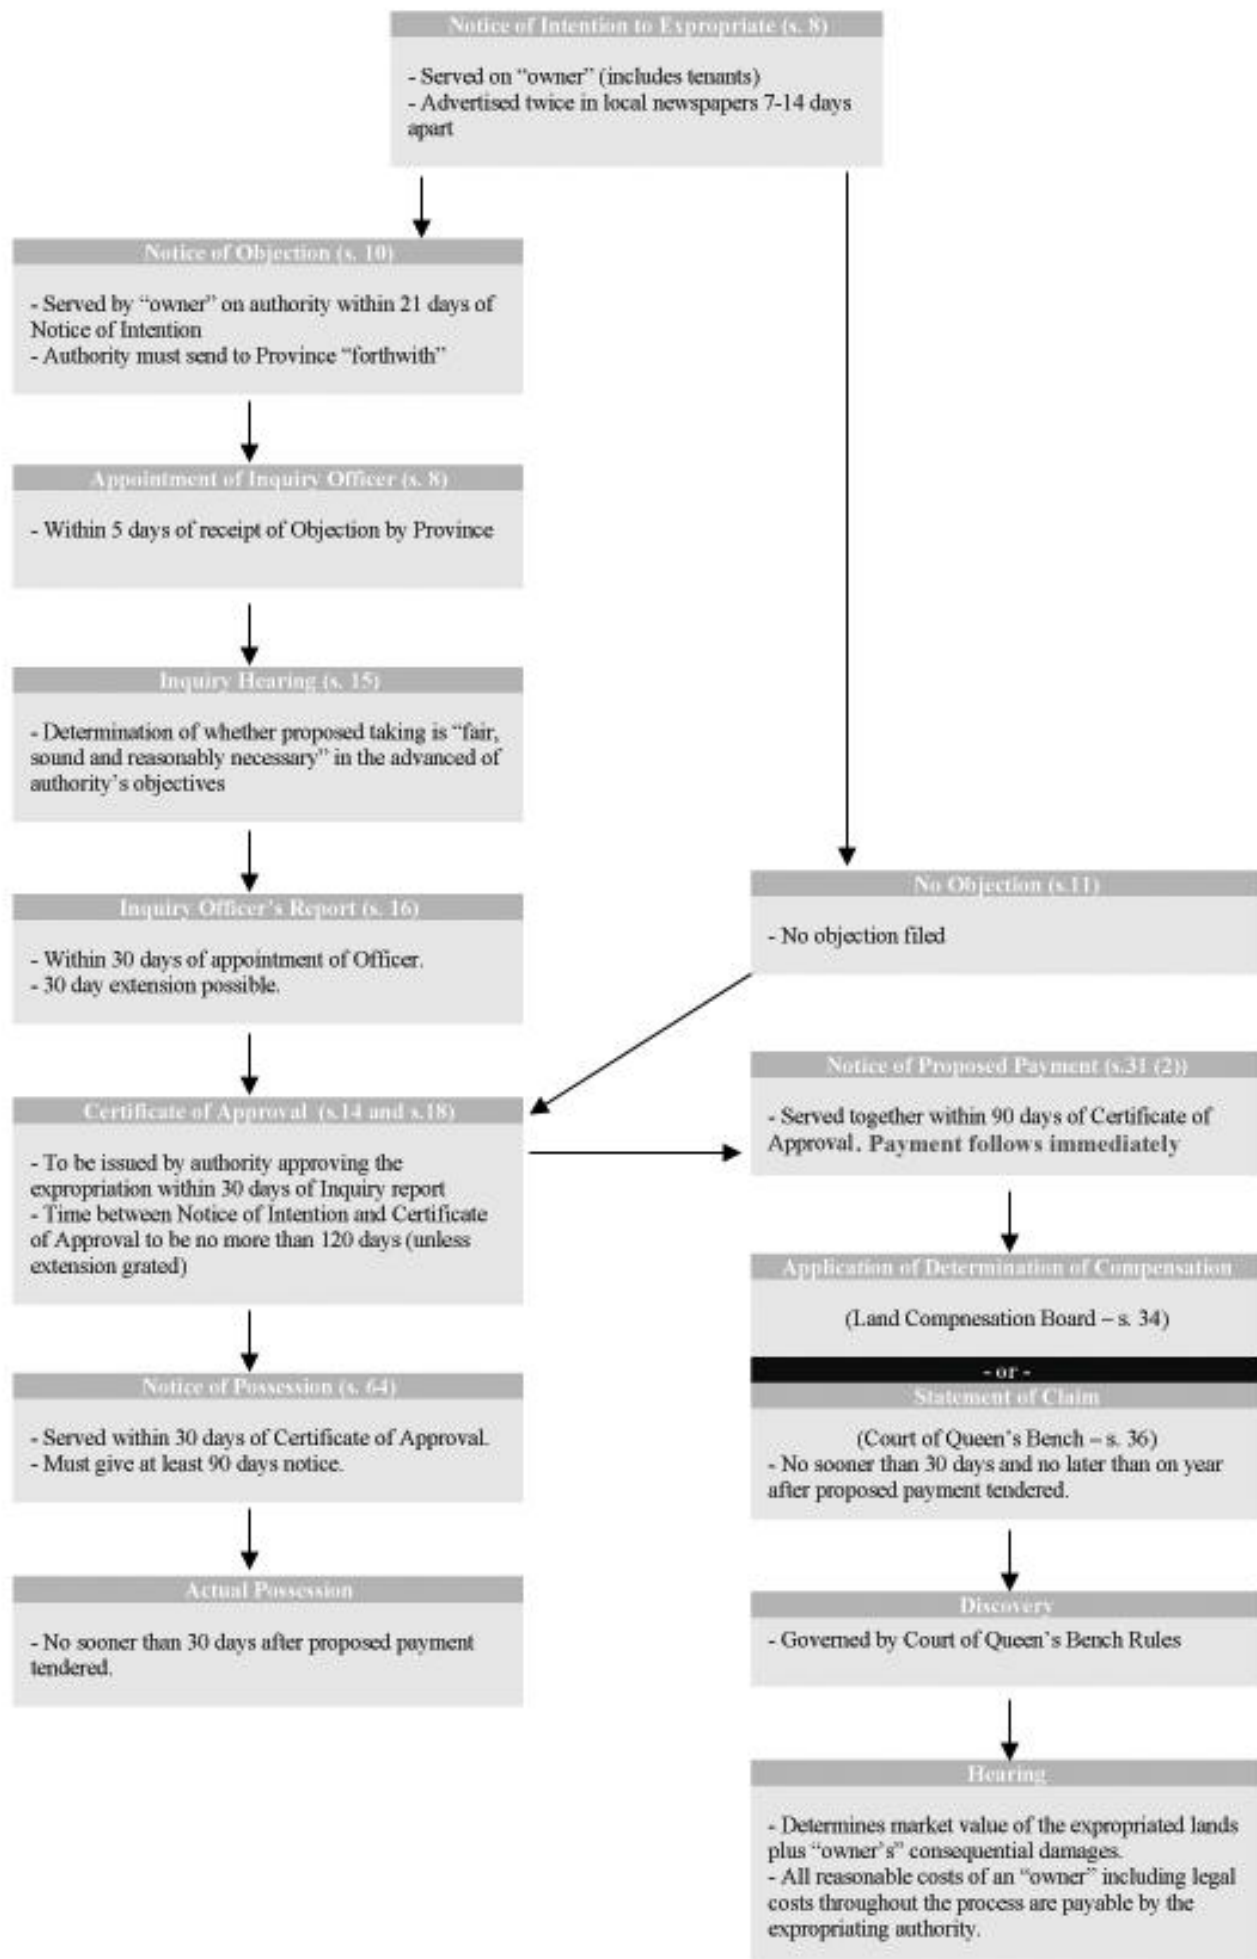 Notice of Intention to Expropriate (s. 8)
- Served on “owner” (includes tenants)
- Advertised twice in local newspapers 7-14 days
apart
Notice of Objection (s. 10)
- Served by “owner” on authority within 21 days of
Notice of Intention
- Authority must send to Province “forthwith”
Appointment of Inquiry Officer (s. 8)
- Within 5 days of receipt of Objection by Province
Inquiry Hearing (s. 15)
- Determination of whether proposed taking is “fair,
sound and reasonably necessary” in the advanced of
authority’s objectives
Inquiry Officer’s Report (s. 16)
- Within 30 days of appointment of Officer.
- 30 day extension possible.
No Objection (s.11)
- No objection filed
Certificate of Approval (s.14 and s.18)
- To be issued by authority approving the
expropriation within 30 days of Inquiry report
- Time between Notice of Intention and Certificate
of Approval to be no more than 120 days (unless
extension grated)
Notice of Possession (s. 64)
- Served within 30 days of Certificate of Approval.
- Must give at least 90 days notice.
Actual Possession
- No sooner than 30 days after proposed payment
tendered.
Notice of Proposed Payment (s.31 (2))
- Served together within 90 days of Certificate of
Approval. Payment follows immediately
Application of Determination of Compensation
(Land Compnesation Board – s. 34)
- or -
Statement of Claim
(Court of Queen’s Bench – s. 36)
- No sooner than 30 days and no later than on year
after proposed payment tendered.
Discovery
- Governed by Court of Queen’s Bench Rules
Hearing
- Determines market value of the expropriated lands
plus “owner’s” consequential damages.
- All reasonable costs of an “owner” including legal
costs throughout the process are payable by the
expropriating authority.